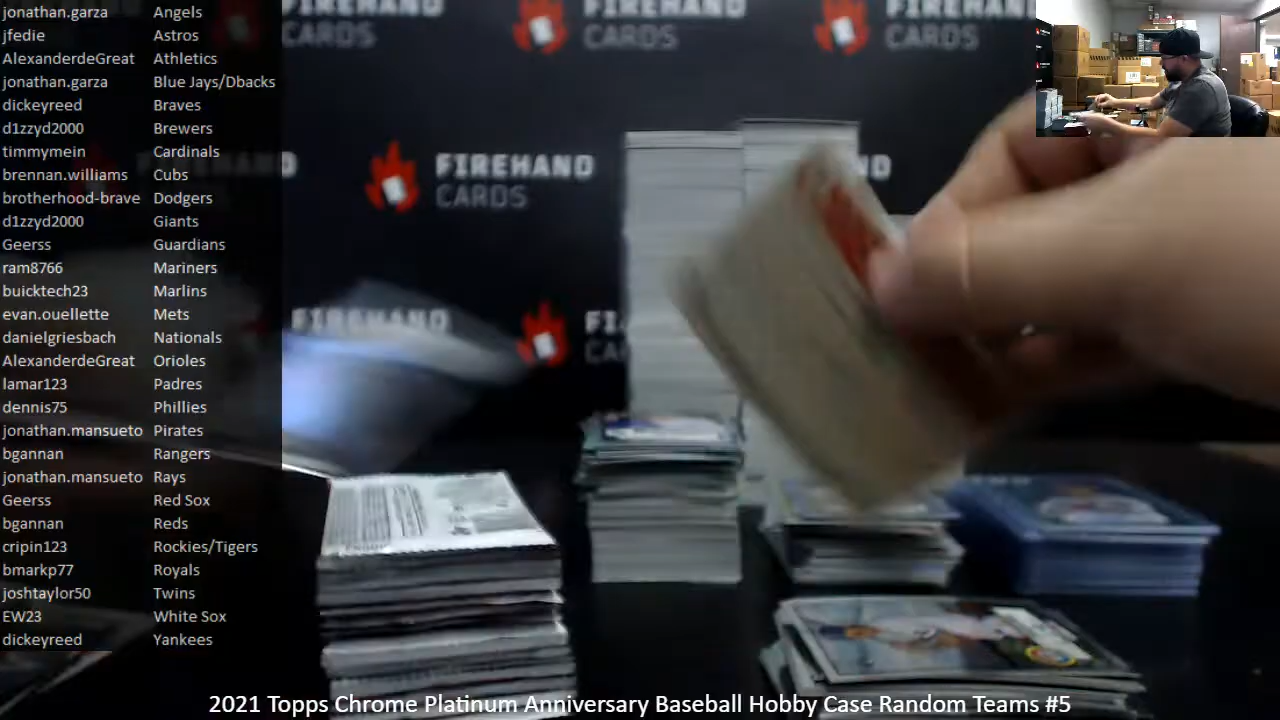 jonathan.garza Angels
jfedie Astros
AlexanderdeGreat Athletics
jonathan.garza Blue Jays/Dbacks
dickeyreed Braves
d1zzyd2000 Brewers
timmymein Cardinals
brennan.williams Cubs
brotherhood-brave Dodgers
d1zzyd2000 Giants
Geerss Guardians
ram8766 Mariners
buicktech23 Marlins
evan.ouellette Mets
danielgriesbach Nationals
AlexanderdeGreat Orioles
lamar123 Padres
dennis75 Phillies
jonathan.mansueto Pirates
bgannan Rangers
jonathan.mansueto Rays
Geerss Red Sox
bgannan Reds
cripin123 Rockies/Tigers
bmarkp77 Royals
joshtaylor50 Twins
EW23 White Sox
dickeyreed Yankees
FIREHAND
CARDS
FIREHAND
CARDS
FIREHAND
CARDS
FIREHAND
CARDS
FIREHAND
2021 Topps Chrome Platinum Anniversary Baseball Hobby Case Random Teams #5